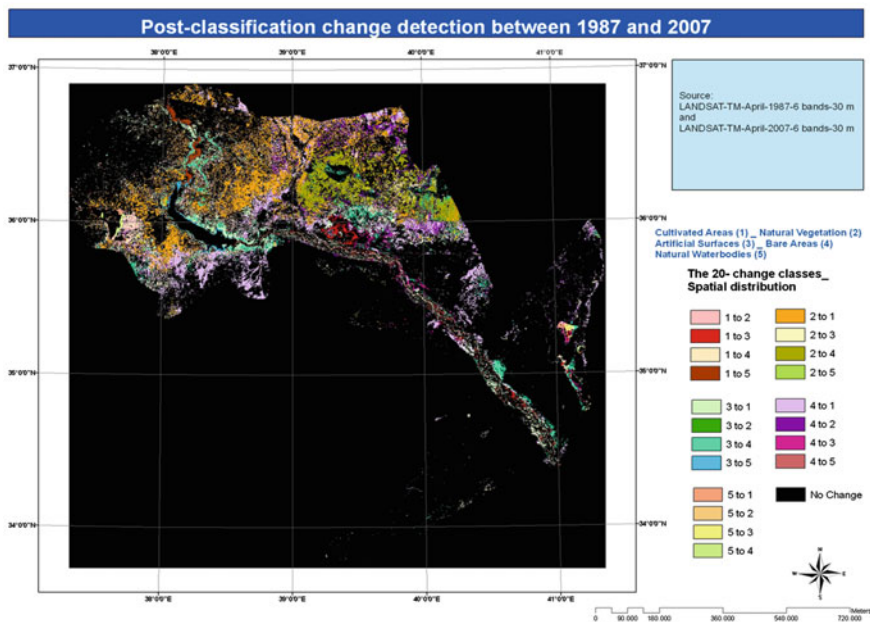 Post-classification change detection between 1987 and 2007
38°0'0"E 39°0'0"E 40°0'0"E 41°0'0"E
37°0'0"N 37°0'0"N
36°0'0"N 36°0'0"N
35°0'0"N 35°0'0"N
34°0'0"N 34°0'0"N
38°0'0"E 39°0'0"E 40°0'0"E 41°0'0"E
Source:
LANDSAT-TM-April-1987-6 bands-30 m
and
LANDSAT-TM-April-2007-6 bands-30 m
Cultivated Areas (1) _ Natural Vegetation (2)
Artificial Surfaces (3) _ Bare Areas (4)
Natural Waterbodies (5)
The 20- change classes_
Spatial distribution
1 to 2 2 to 1
1 to 3 2 to 3
1 to 4 2 to 4
1 to 5 2 to 5
3 to 1 4 to 1
3 to 2 4 to 2
3 to 4 4 to 3
3 to 5 4 to 5
5 to 1 No Change
5 to 2
5 to 3
5 to 4
N
W E
S
0 90 000 180 000 360 000 540 000 720 000
Meters